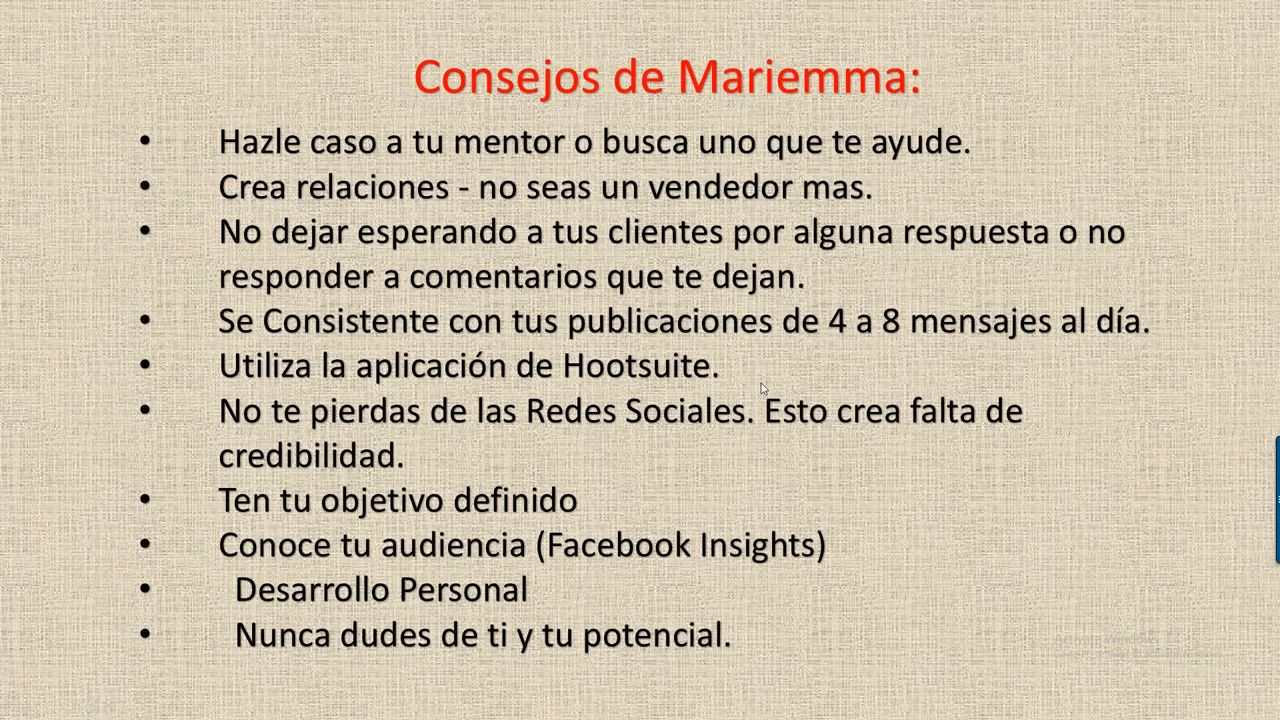 Consejos de Mariemma:
• Hazle caso a tu mentor o busca uno que te ayude.
• Crea relaciones - no seas un vendedor mas.
• No dejar esperando a tus clientes por alguna respuesta o no
responder a comentarios que te dejan.
• Se Consistente con tus publicaciones de 4 a 8 mensajes al día.
• Utiliza la aplicación de Hootsuite.
• No te pierdas de las Redes Sociales. Esto crea falta de
credibilidad.
• Ten tu objetivo definido
• Conoce tu audiencia (Facebook Insights)
• Desarrollo Personal
• Nunca dudes de ti y tu potencial.